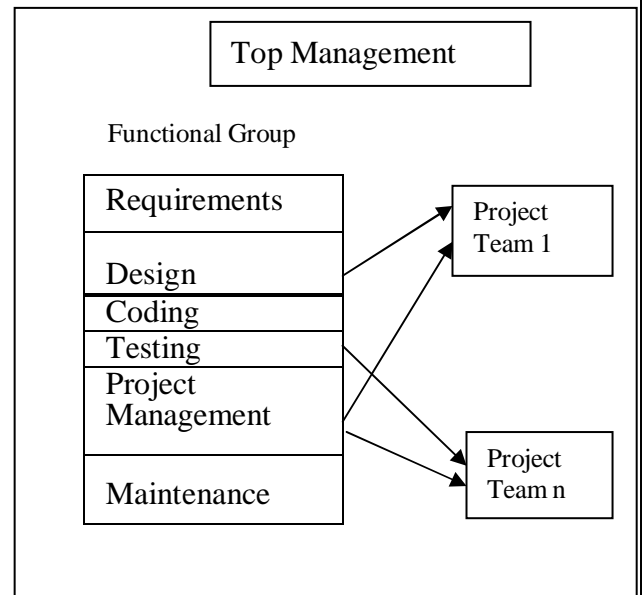 Top Management
Functional Group
Requirements
Design
Coding
Testing
Project
Management
Maintenance
Project
Team 1
Project
Team n